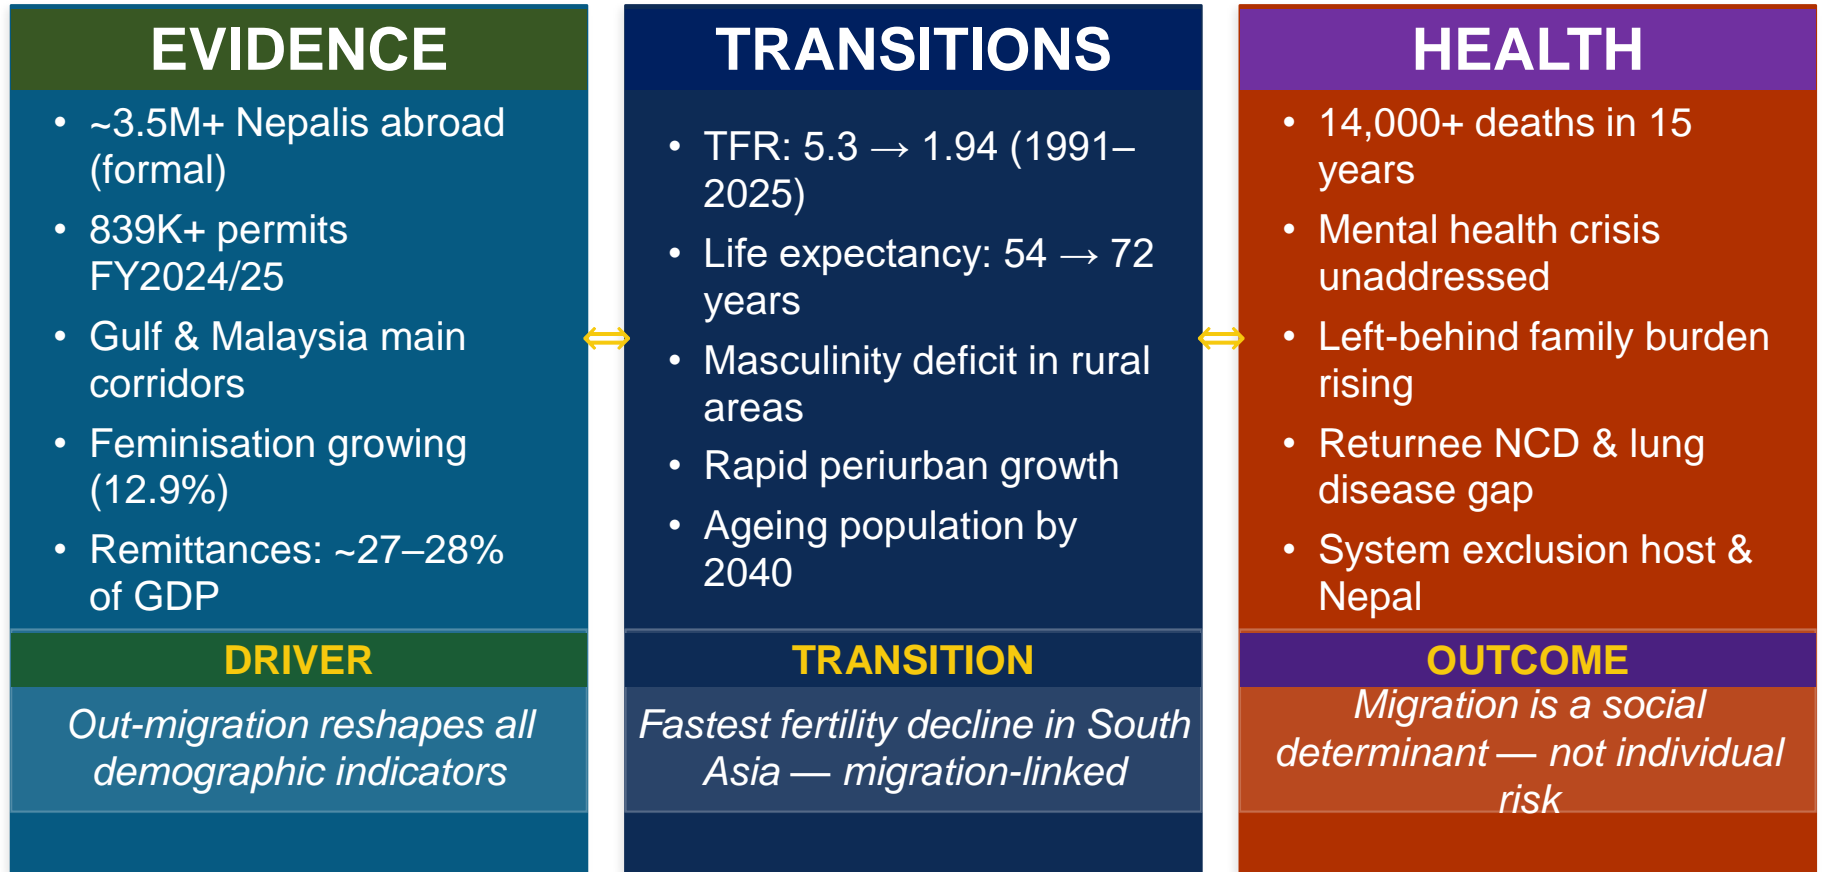 EVIDENCE
• ~3.5M+ Nepalis abroad
(formal)
• 839K+ permits
FY2024/25
• Gulf & Malaysia main
corridors
• Feminisation growing
(12.9%)
• Remittances: ~27–28%
of GDP
DRIVER
Out-migration reshapes all
demographic indicators
⇔
TRANSITIONS
• TFR: 5.3 → 1.94 (1991–
2025)
• Life expectancy: 54 → 72
years
• Masculinity deficit in rural
areas
• Rapid periurban growth
• Ageing population by
2040
TRANSITION
Fastest fertility decline in South
Asia — migration-linked
⇔
HEALTH
• 14,000+ deaths in 15
years
• Mental health crisis
unaddressed
• Left-behind family burden
rising
• Returnee NCD & lung
disease gap
• System exclusion host &
Nepal
OUTCOME
Migration is a social
determinant — not individual
risk